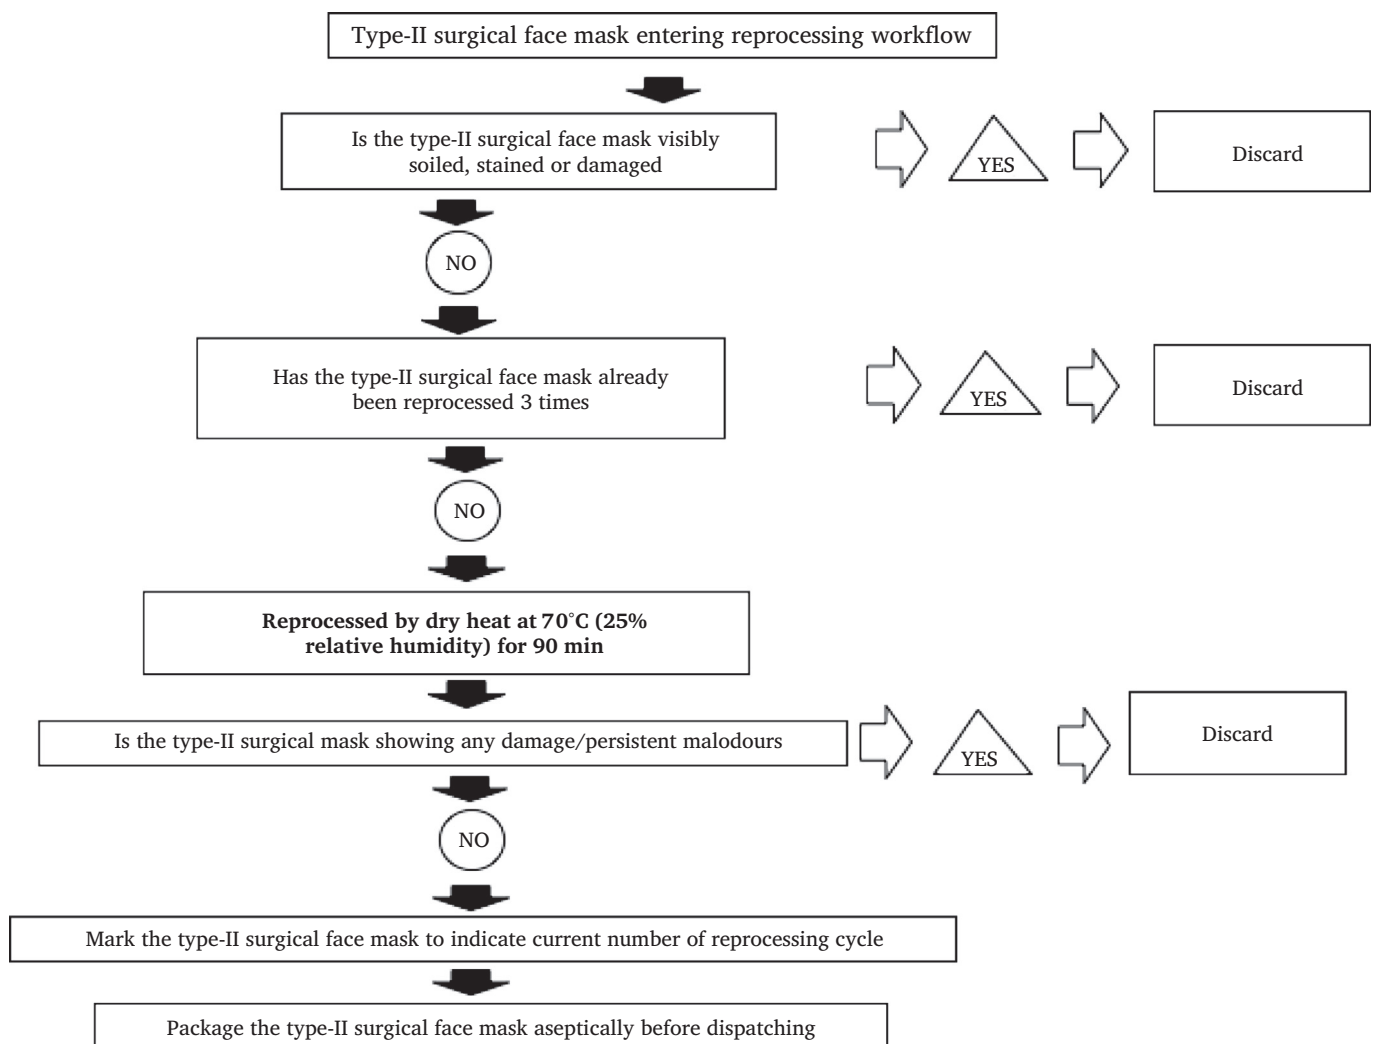 Type-II surgical face mask entering reprocessing workflow
Is the type-II surgical face mask visibly
soiled, stained or damaged
YES
Discard
NO
Has the type-II surgical face mask already
been reprocessed 3 times
YES
Discard
NO
Reprocessed by dry heat at 70°C (25%
relative humidity) for 90 min
Is the type-II surgical mask showing any damage/persistent malodours
YES
Discard
NO
Mark the type-II surgical face mask to indicate current number of reprocessing cycle
Package the type-II surgical face mask aseptically before dispatching